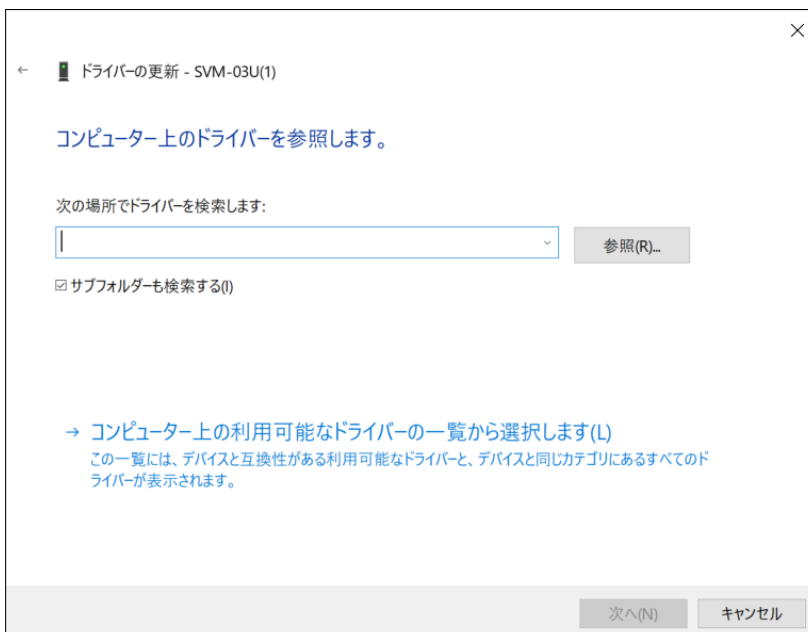 ドライバーの更新 - SVM-03U(1)
コンピューター上のドライバーを参照します。
次の場所でドライバーを検索します:
参照(R)...
サブフォルダーも検索する(I)
コンピューター上の利用可能なドライバーの一覧から選択します(L)
この一覧には、デバイスと互換性がある利用可能なドライバーと、デバイスと同じカテゴリにあるすべてのド
ライバーが表示されます。
次へ(N)
キャンセル